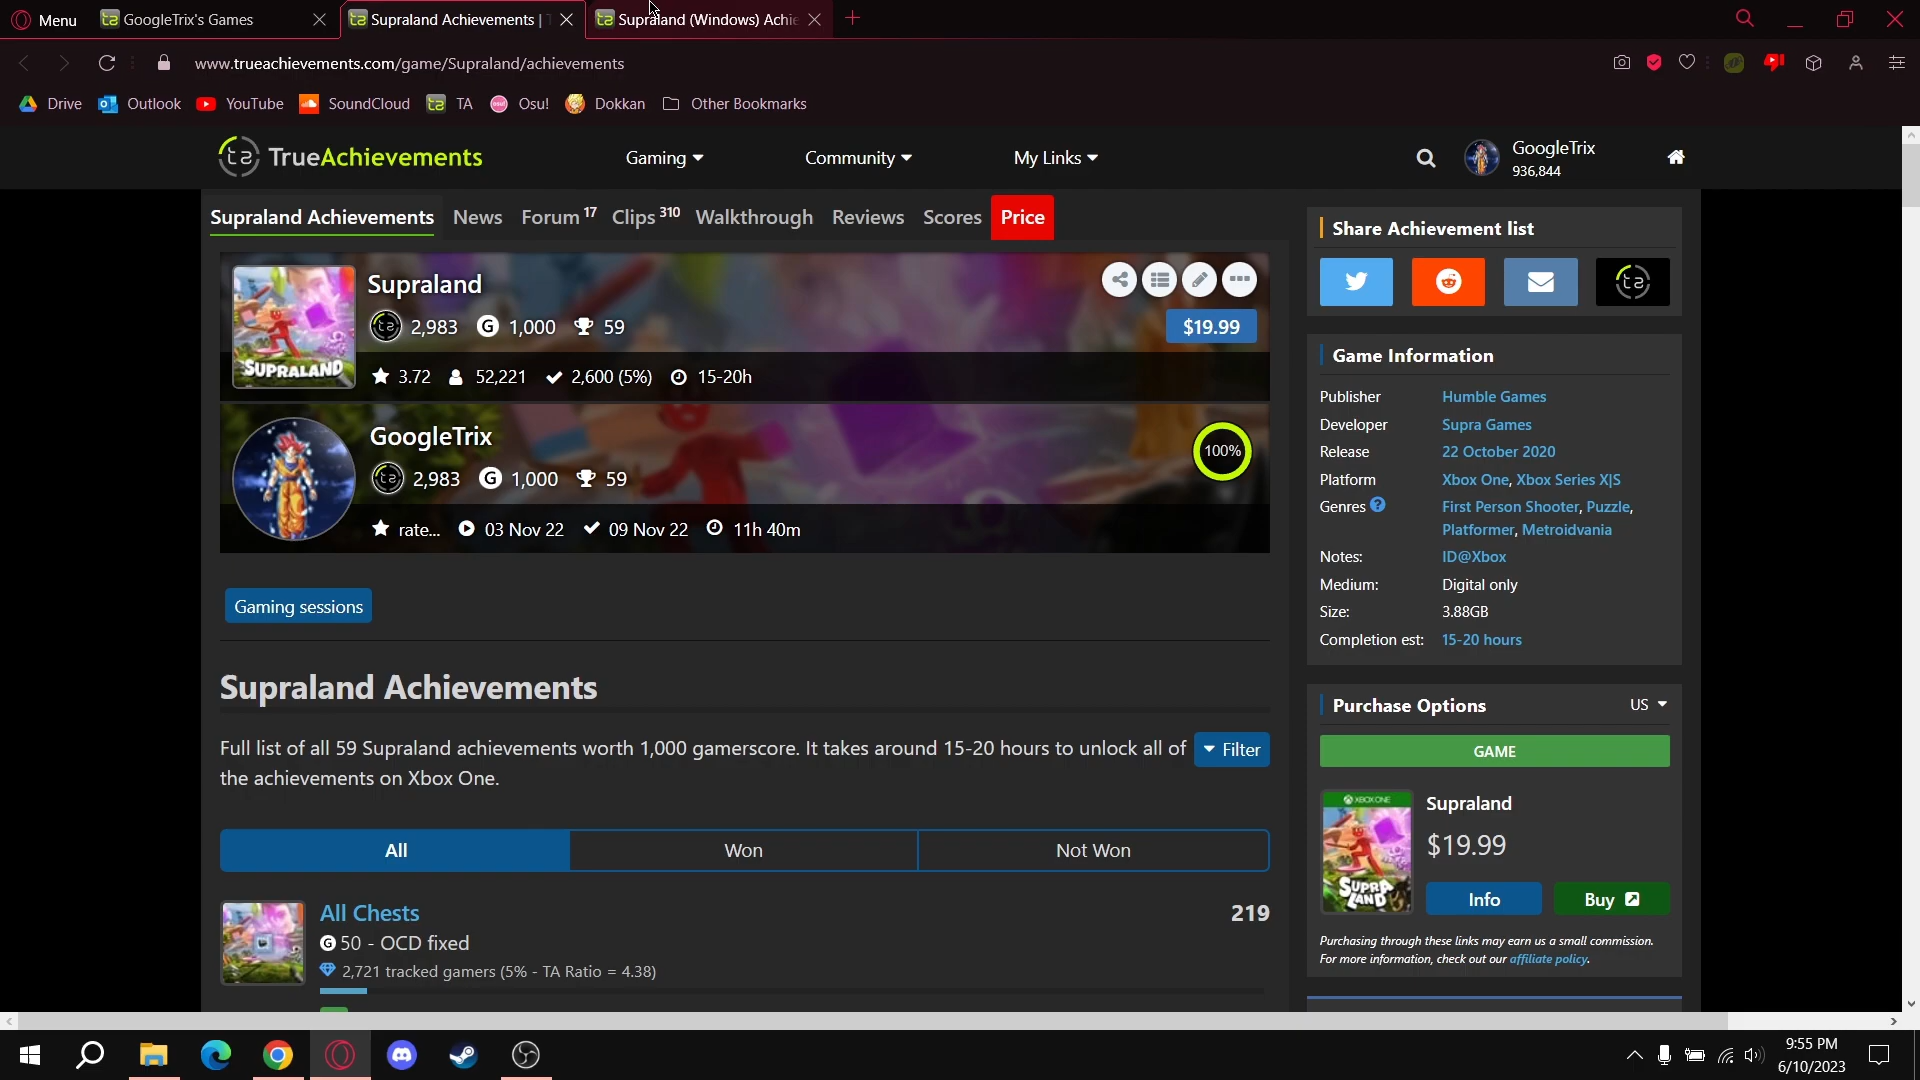 Menu
GoogleTrix's Games
Supraland Achievements |
Supraland (Windows) Achie
www.trueachievements.com/game/Supraland/achievements
Drive
Outlook
YouTube
SoundCloud
TA
Osu!
Dokkan
Other Bookmarks
TrueAchievements
Gaming
Community
My Links
GoogleTrix
936,844
Supraland Achievements
News
Forum 17
Clips 310
Walkthrough
Reviews
Scores
Price
SUPRALAND
Supraland
2,983 G 1,000 59
$19.99
3.72 52,221 2,600 (5%) 15-20h
GoogleTrix
2,983 G 1,000 59
100%
rate... 03 Nov 22 09 Nov 22 11h 40m
Gaming sessions
Supraland Achievements
Full list of all 59 Supraland achievements worth 1,000 gamerscore. It takes around 15-20 hours to unlock all of
the achievements on Xbox One.
Filter
All
Won
Not Won
All Chests
219
G 50 - OCD fixed
2,721 tracked gamers (5% - TA Ratio = 4.38)
Share Achievement list
Game Information
Publisher Humble Games
Developer Supra Games
Release 22 October 2020
Platform Xbox One, Xbox Series X|S
Genres ? First Person Shooter, Puzzle,
Platformer, Metroidvania
Notes: ID@Xbox
Medium: Digital only
Size: 3.88GB
Completion est: 15-20 hours
Purchase Options
US
GAME
XBOX ONE
SUPRA
LAND
Supraland
$19.99
Info
Buy
Purchasing through these links may earn us a small commission.
For more information, check out our affiliate policy.
9:55 PM
6/10/2023